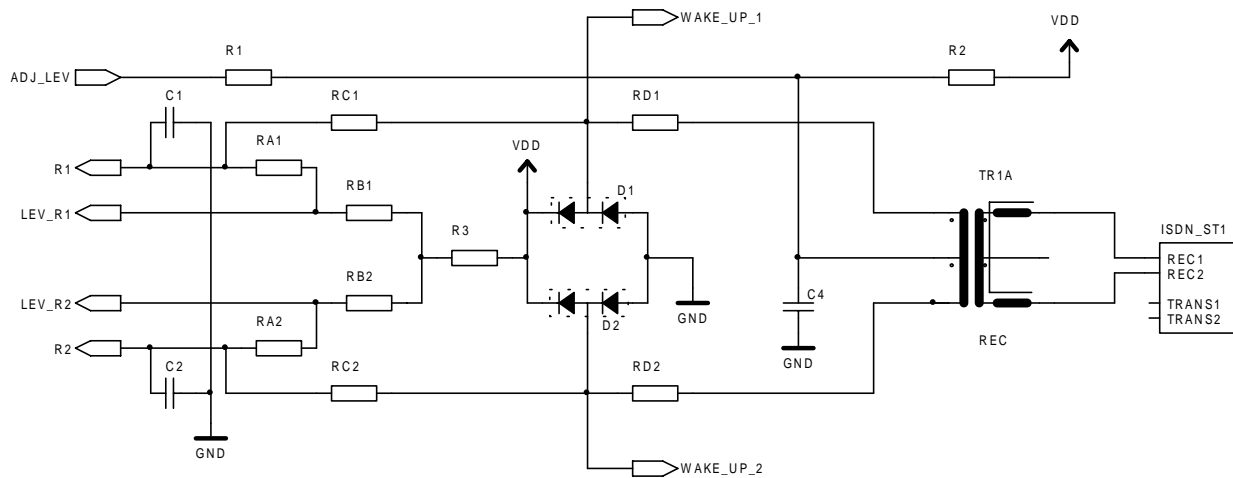 WAKE_UP_1
VDD
R1
R2
ADJ_LEV
C1
RC1
RD1
RA1
VDD
R1
TR1A
RB1
D1
LEV_R1
ISDN_ST1
R3
REC1
REC2
RB2
C4
LEV_R2
TRANS1
GND
D2
TRANS2
RA2
REC
R2
GND
C2
RC2
RD2
GND
WAKE_UP_2